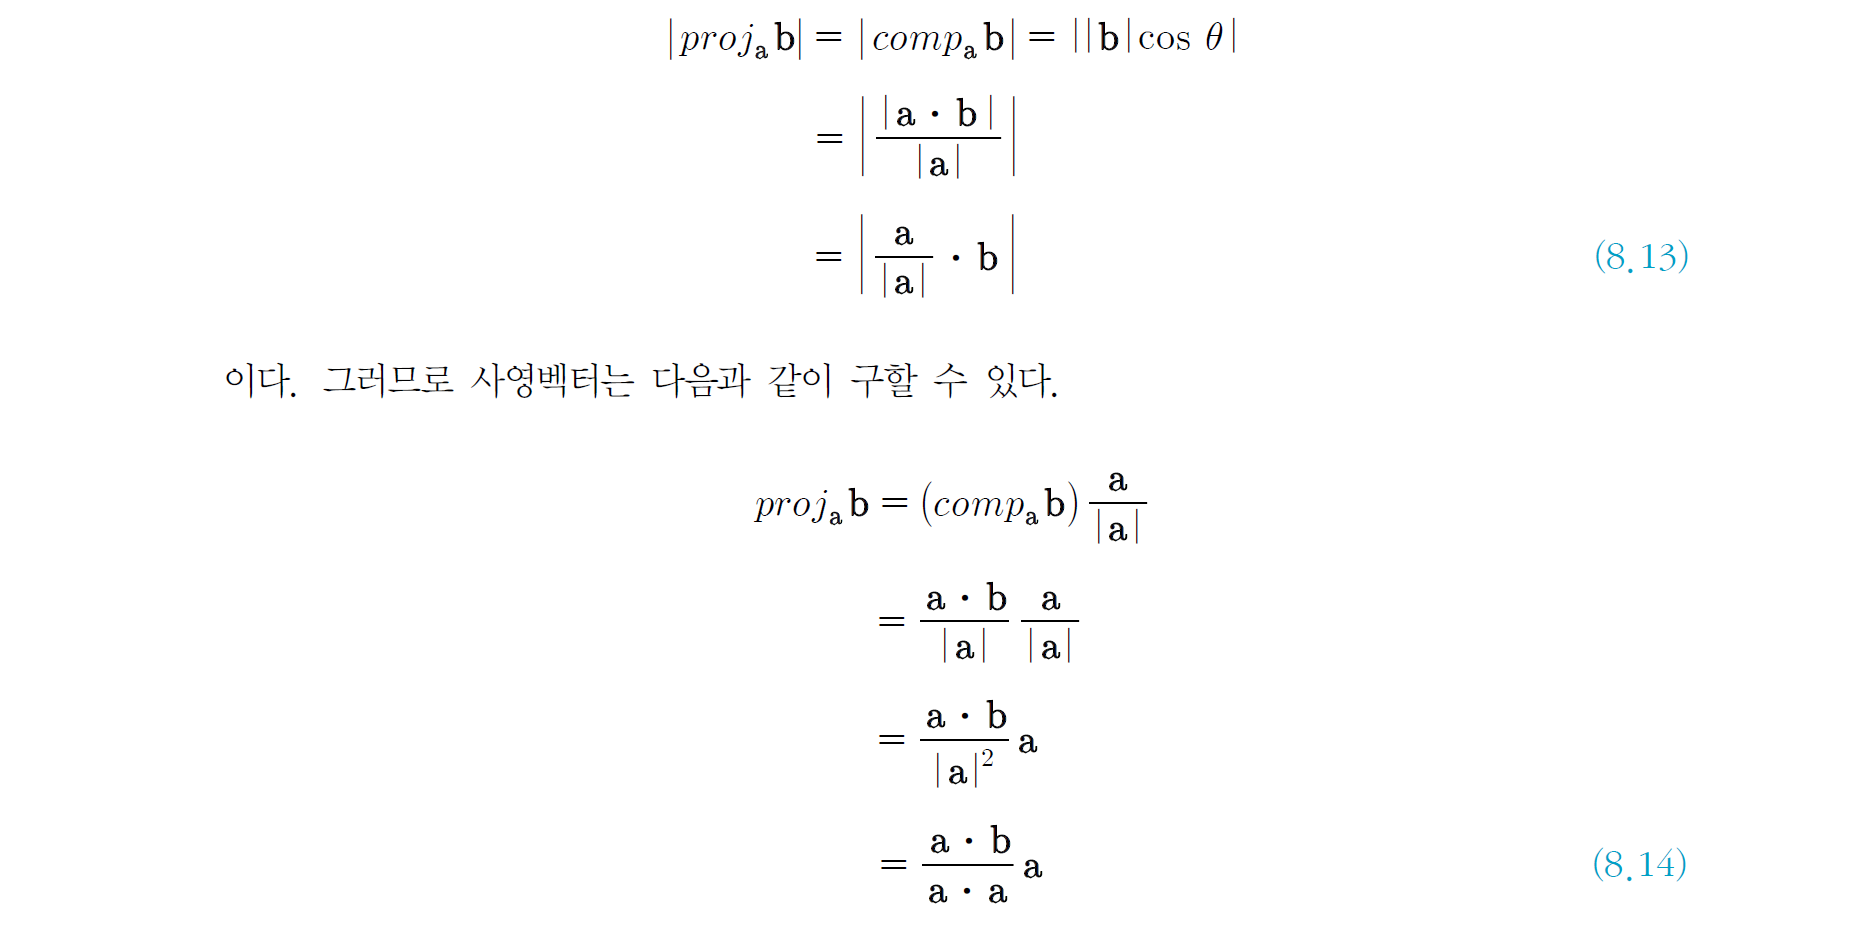 |proj_a b| = |comp_a b| = ||b| cos θ|
= | |a · b| / |a| |
= | a / |a| · b | (8.13)
이다. 그러므로 사영벡터는 다음과 같이 구할 수 있다.
proj_a b = (comp_a b) a / |a|
= a · b / |a| a / |a|
= a · b / |a|² a
= a · b / a · a a (8.14)